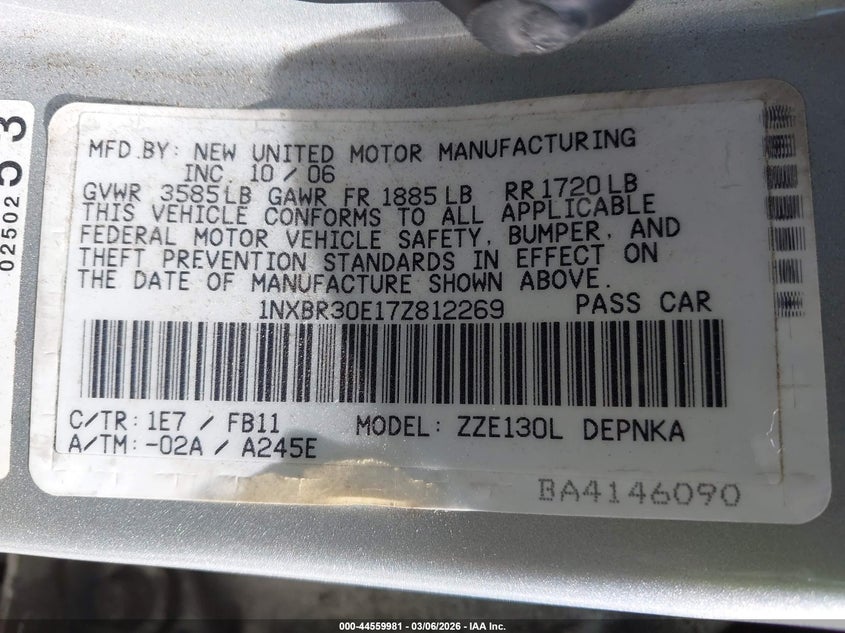 MFD.BY: NEW UNITED MOTOR MANUFACTURING
INC. 10 / 06
GVWR 3585LB GAWR FR 1885 LB RR 1720 LB
THIS VEHICLE CONFORMS TO ALL APPLICABLE
FEDERAL MOTOR VEHICLE SAFETY, BUMPER, AND
THEFT PREVENTION STANDARDS IN EFFECT ON
THE DATE OF MANUFACTURE SHOWN ABOVE.
1NXBR30E17Z812269 PASS CAR
C/TR: 1E7 / FB11 MODEL: ZZE130L DEPNKA
A/TM: -02A / A245E
BA4146090
02502
53
000-44559981 - 03/06/2026 - IAA Inc.